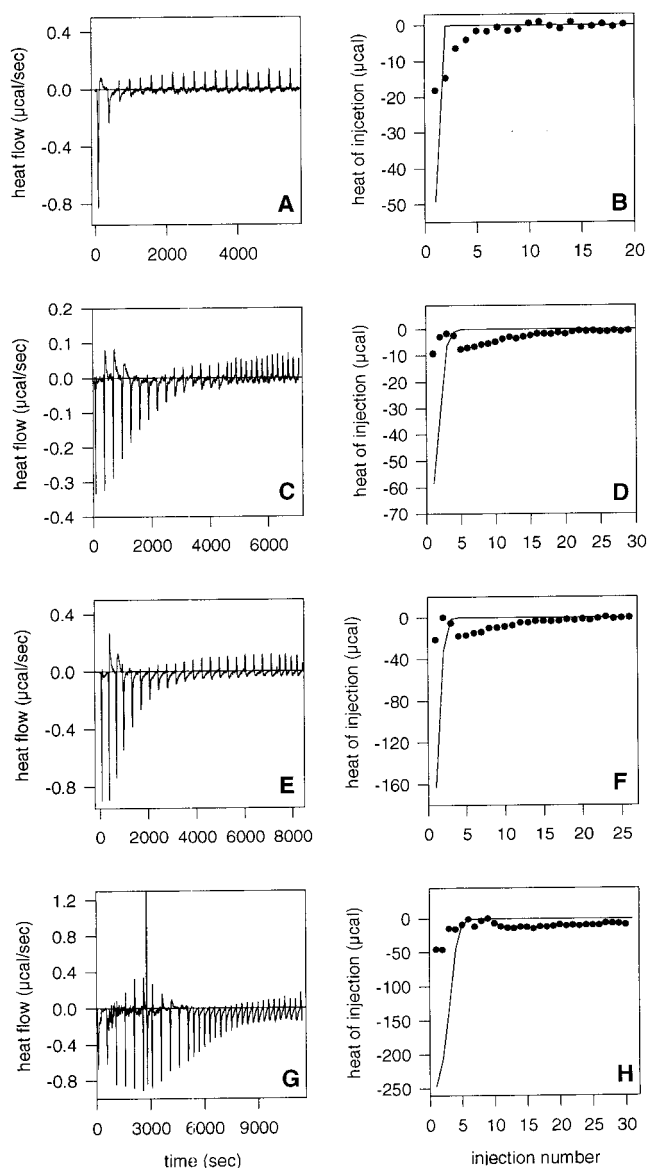 heat flow (µcal/sec)
0.4
0.0
-0.4
-0.8
0 2000 4000
A
heat of injcetion (µcal)
0
-10
-20
-30
-40
-50
0 5 10 15 20
B
heat flow (µcal/sec)
0.2
0.1
0.0
-0.1
-0.2
-0.3
-0.4
0 2000 4000 6000
C
heat of injection (µcal)
0
-10
-20
-30
-40
-50
-60
-70
0 5 10 15 20 25 30
D
heat flow (µcal/sec)
0.4
0.0
-0.4
-0.8
0 2000 4000 6000 8000
E
heat of injection (µcal)
0
-40
-80
-120
-160
0 5 10 15 20 25
F
heat flow (µcal/sec)
1.2
0.8
0.4
0.0
-0.4
-0.8
0 3000 6000 9000
time (sec)
G
heat of injection (µcal)
0
-50
-100
-150
-200
-250
0 5 10 15 20 25 30
injection number
H